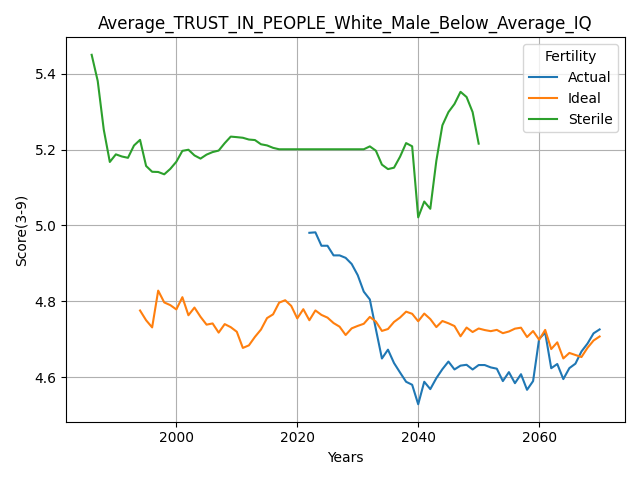 Average_TRUST_IN_PEOPLE_White_Male_Below_Average_IQ
Fertility
Actual
Ideal
Sterile
Score(3-9)
5.4
5.2
5.0
4.8
4.6
2000
2020
2040
2060
Years